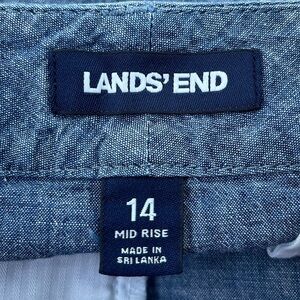 LANDS' END
14
MID RISE
MADE IN
SRI LANKA